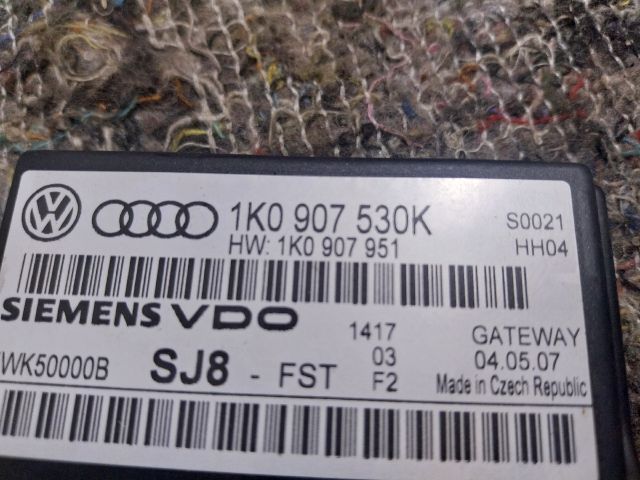 1K0 907 530K S0021
HW: 1K0 907 951 HH04
SIEMENS VDO
1417 GATEWAY
WK50000B SJ8 - FST 03 04.05.07
F2 Made in Czech Republic